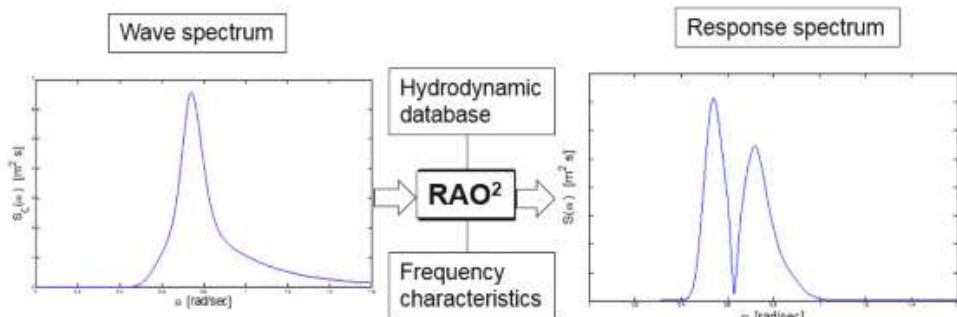 Wave spectrum
Response spectrum
Hydrodynamic
database
RAO²
Frequency
characteristics
S_ζ(ω) [m² s]
ω [rad/sec]
S(ω) [m² s]
ω [rad/sec]